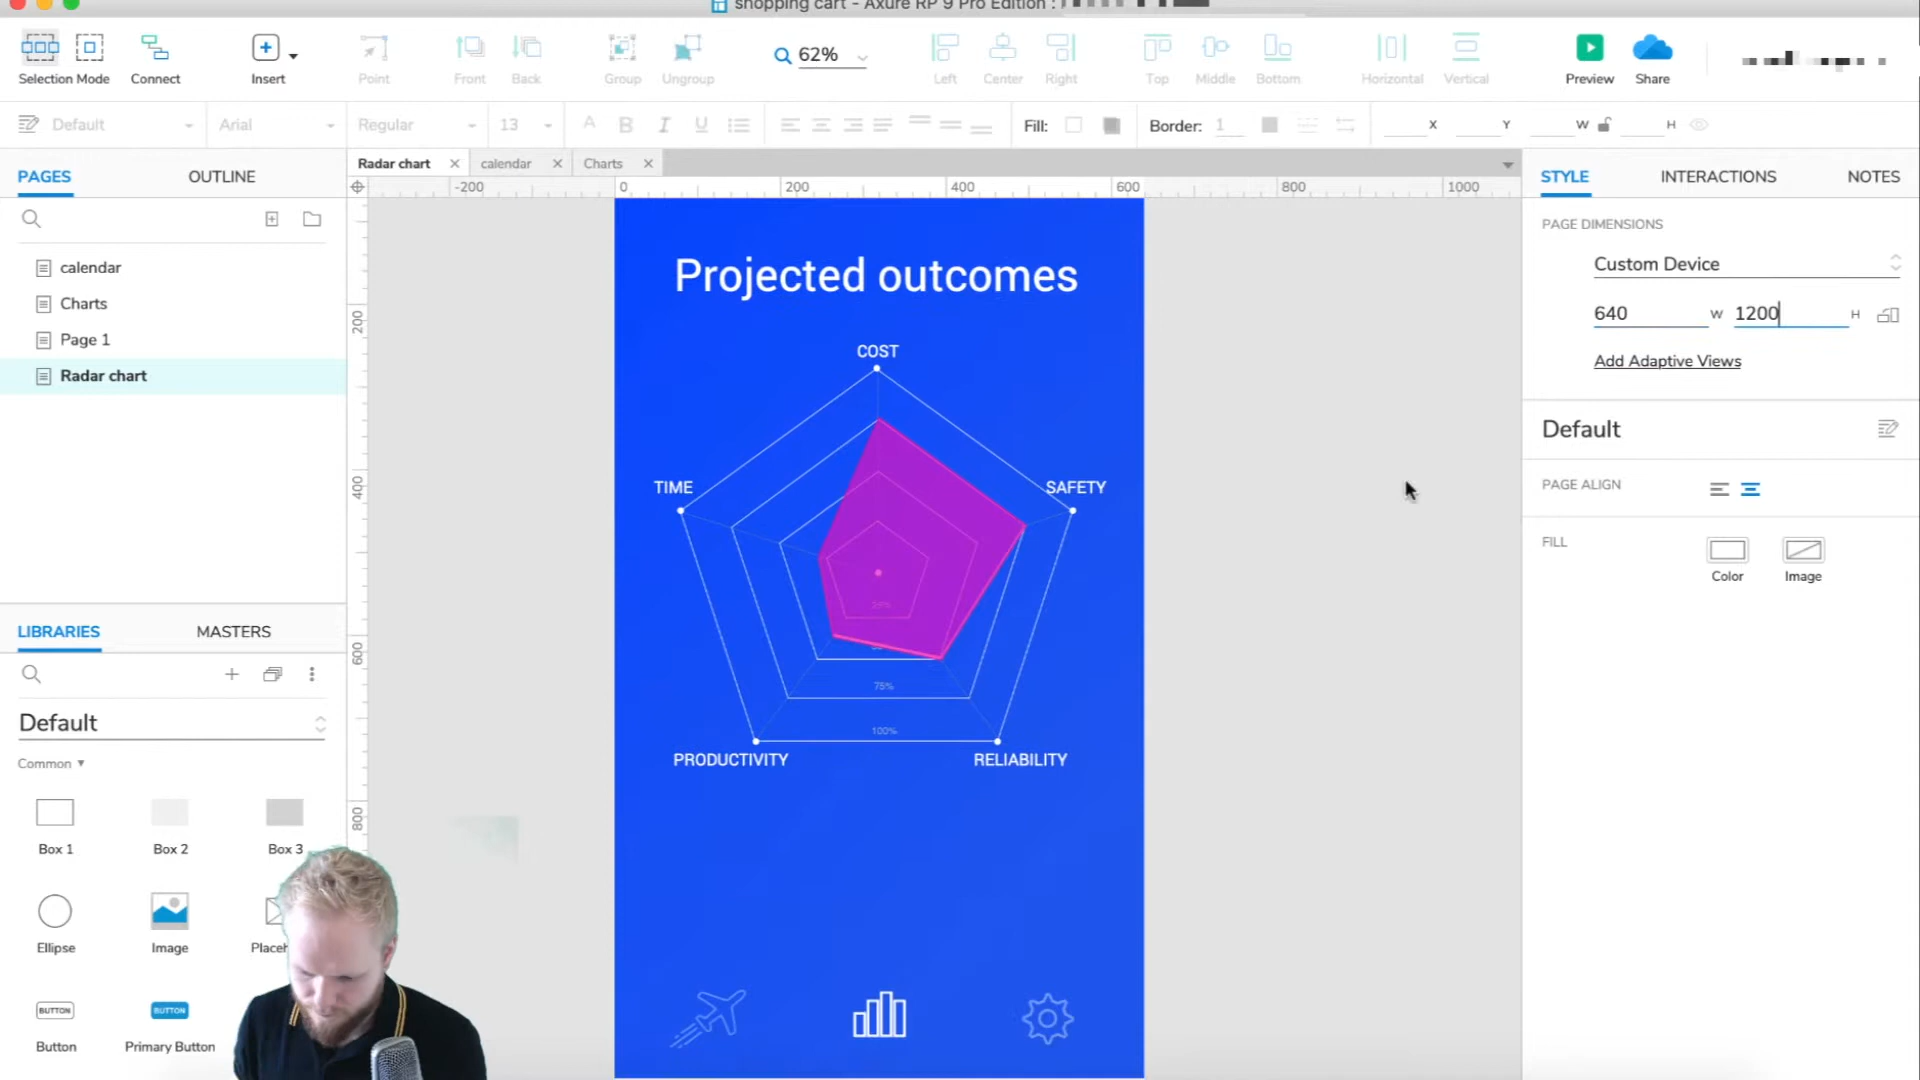 shopping cart - Axure RP 9 Pro Edition :
Selection Mode
Connect
Insert
Point
Front
Back
Group
Ungroup
62%
Left
Center
Right
Top
Middle
Bottom
Horizontal
Vertical
Preview
Share
Default
Arial
Regular
13
Fill:
Border: 1
X
Y
W
H
PAGES
OUTLINE
calendar
Charts
Page 1
Radar chart
LIBRARIES
MASTERS
Default
Common
Box 1
Box 2
Box 3
Ellipse
Image
BUTTON
Button
BUTTON
Primary Button
Radar chart
calendar
Charts
-200
0
200
400
600
800
1000
200
400
600
800
Projected outcomes
COST
TIME
SAFETY
25%
75%
100%
PRODUCTIVITY
RELIABILITY
STYLE
INTERACTIONS
NOTES
PAGE DIMENSIONS
Custom Device
640 W 1200 H
Add Adaptive Views
Default
PAGE ALIGN
FILL
Color
Image